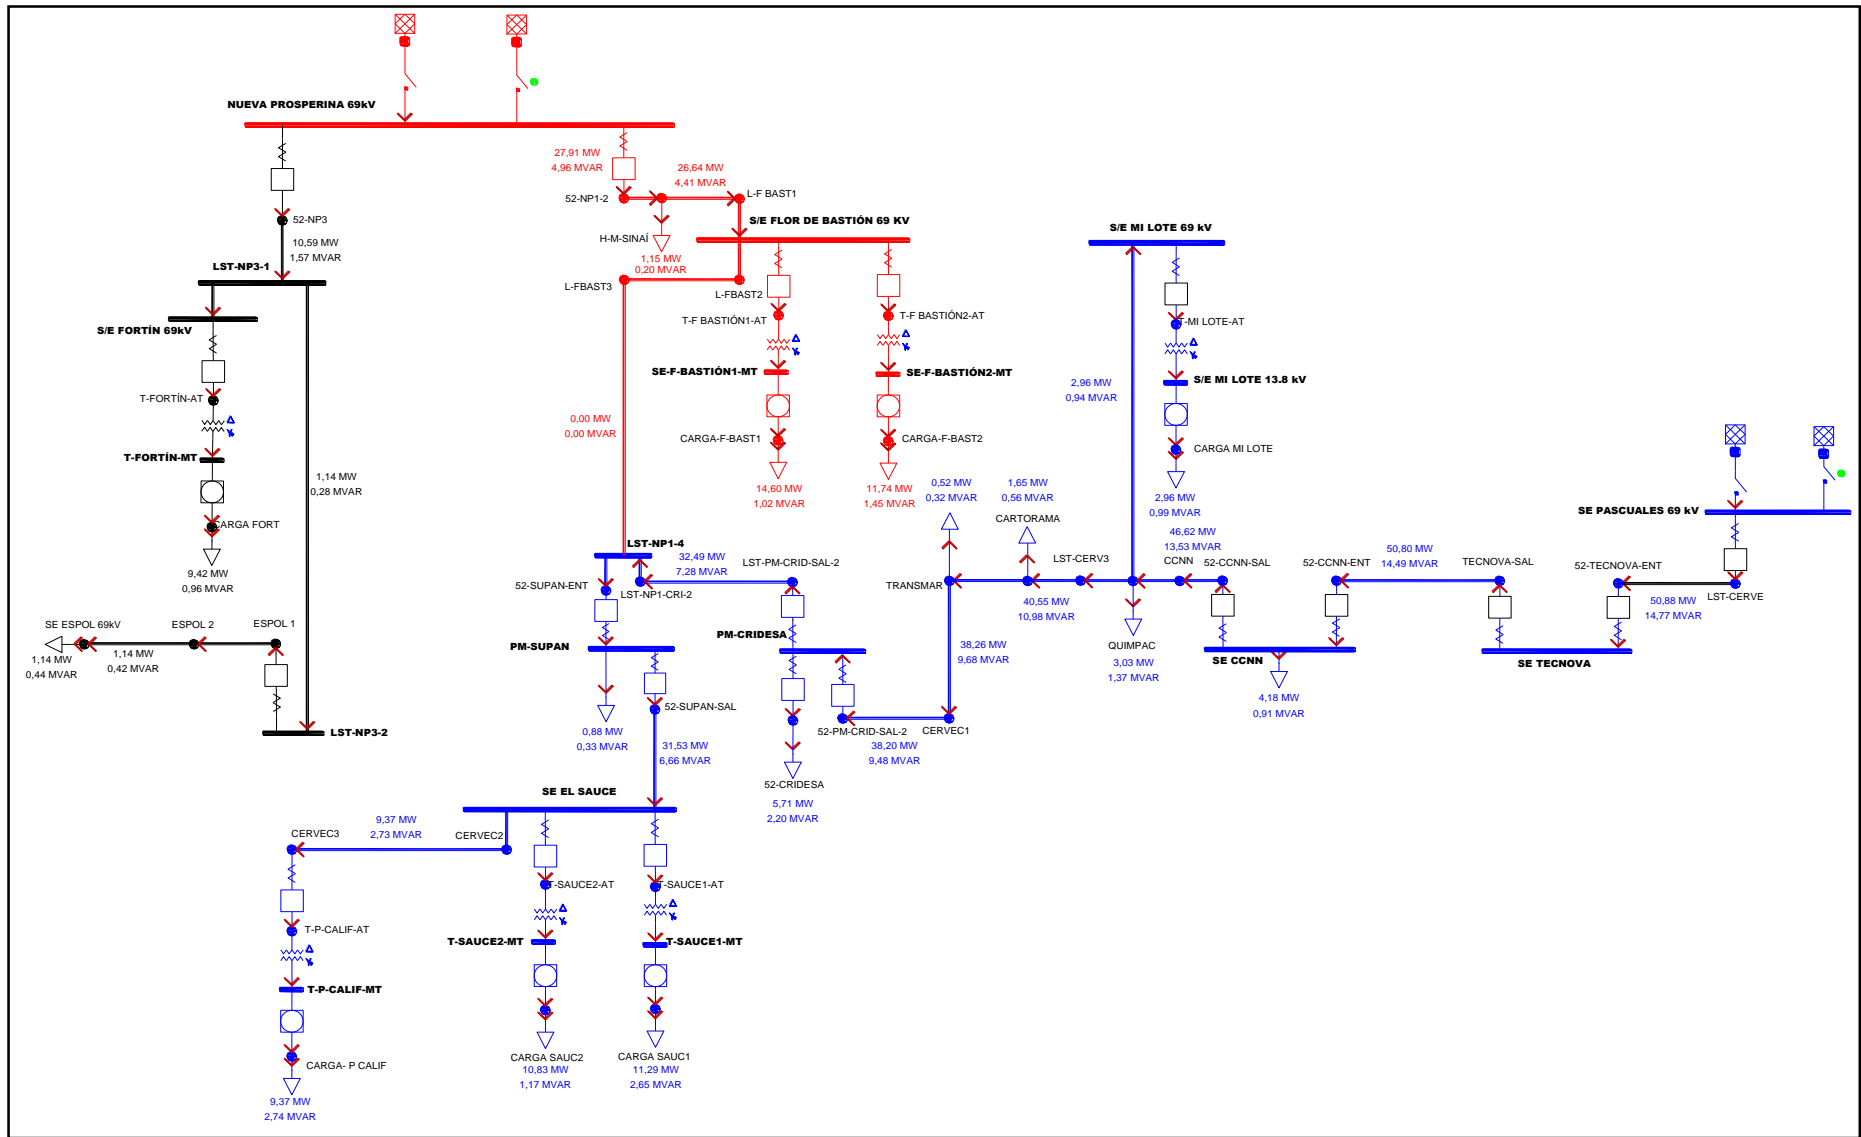 NUEVA PROSPERINA 69kV
27,91 MW
4,96 MVAR
26,64 MW
4,41 MVAR
52-NP1-2
L-F BAST1
52-NP3
S/E FLOR DE BASTIÓN 69 KV
S/E MI LOTE 69 kV
10,59 MW
1,57 MVAR
H-M-SINAÍ
1,15 MW
0,20 MVAR
LST-NP3-1
L-FBAST3
L-FBAST2
T-F BASTIÓN1-AT
T-F BASTIÓN2-AT
T-MI LOTE-AT
S/E FORTÍN 69kV
SE-F-BASTIÓN1-MT
SE-F-BASTIÓN2-MT
S/E MI LOTE 13.8 kV
2,96 MW
0,94 MVAR
T-FORTÍN-AT
0,00 MW
0,00 MVAR
CARGA-F-BAST1
CARGA-F-BAST2
CARGA MI LOTE
T-FORTÍN-MT
1,14 MW
0,28 MVAR
14,60 MW
1,02 MVAR
11,74 MW
1,45 MVAR
0,52 MW
0,32 MVAR
1,65 MW
0,56 MVAR
2,96 MW
0,99 MVAR
CARGA FORT
CARTORAMA
SE PASCUALES 69 kV
46,62 MW
13,53 MVAR
9,42 MW
0,96 MVAR
LST-NP1-4
32,49 MW
7,28 MVAR
LST-PM-CRID-SAL-2
LST-CERV3
CCNN
52-CCNN-SAL
52-CCNN-ENT
50,80 MW
14,49 MVAR
TECNOVA-SAL
52-TECNOVA-ENT
52-SUPAN-ENT
LST-NP1-CRI-2
TRANSMAR
40,55 MW
10,98 MVAR
50,88 MW
14,77 MVAR
LST-CERVE
SE ESPOL 69kV
ESPOL 2
ESPOL 1
PM-CRIDESA
38,26 MW
9,68 MVAR
QUIMPAC
3,03 MW
1,37 MVAR
PM-SUPAN
SE CCNN
SE TECNOVA
1,14 MW
0,44 MVAR
1,14 MW
0,42 MVAR
4,18 MW
0,91 MVAR
52-SUPAN-SAL
LST-NP3-2
0,88 MW
0,33 MVAR
31,53 MW
6,66 MVAR
52-PM-CRID-SAL-2
CERVEC1
38,20 MW
9,48 MVAR
52-CRIDESA
5,71 MW
2,20 MVAR
SE EL SAUCE
9,37 MW
2,73 MVAR
CERVEC3
CERVEC2
T-SAUCE2-AT
T-SAUCE1-AT
T-P-CALIF-AT
T-SAUCE2-MT
T-SAUCE1-MT
T-P-CALIF-MT
CARGA- P CALIF
CARGA SAUC2
10,83 MW
1,17 MVAR
CARGA SAUC1
11,29 MW
2,65 MVAR
9,37 MW
2,74 MVAR